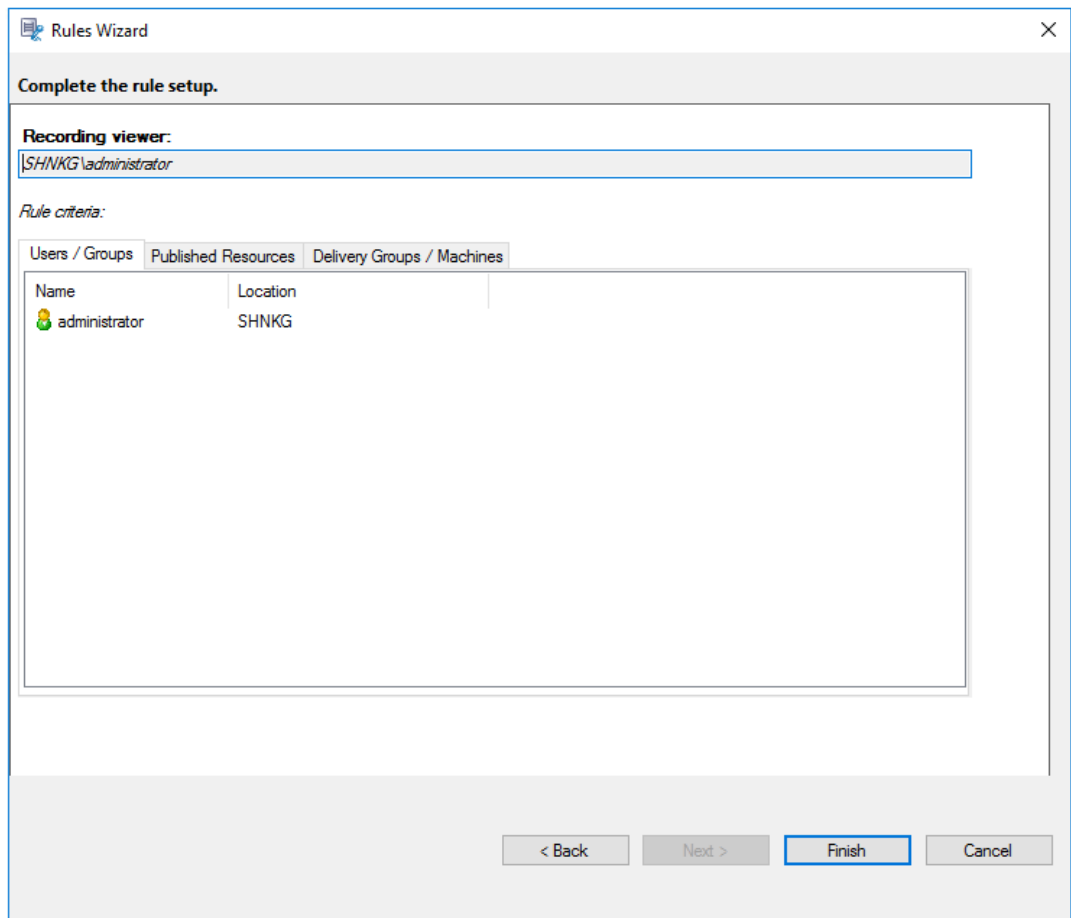 Rules Wizard
Complete the rule setup.
Recording viewer:
SHNKG\administrator
Rule criteria:
Users / Groups Published Resources Delivery Groups / Machines
Name Location
administrator SHNKG
< Back Next > Finish Cancel